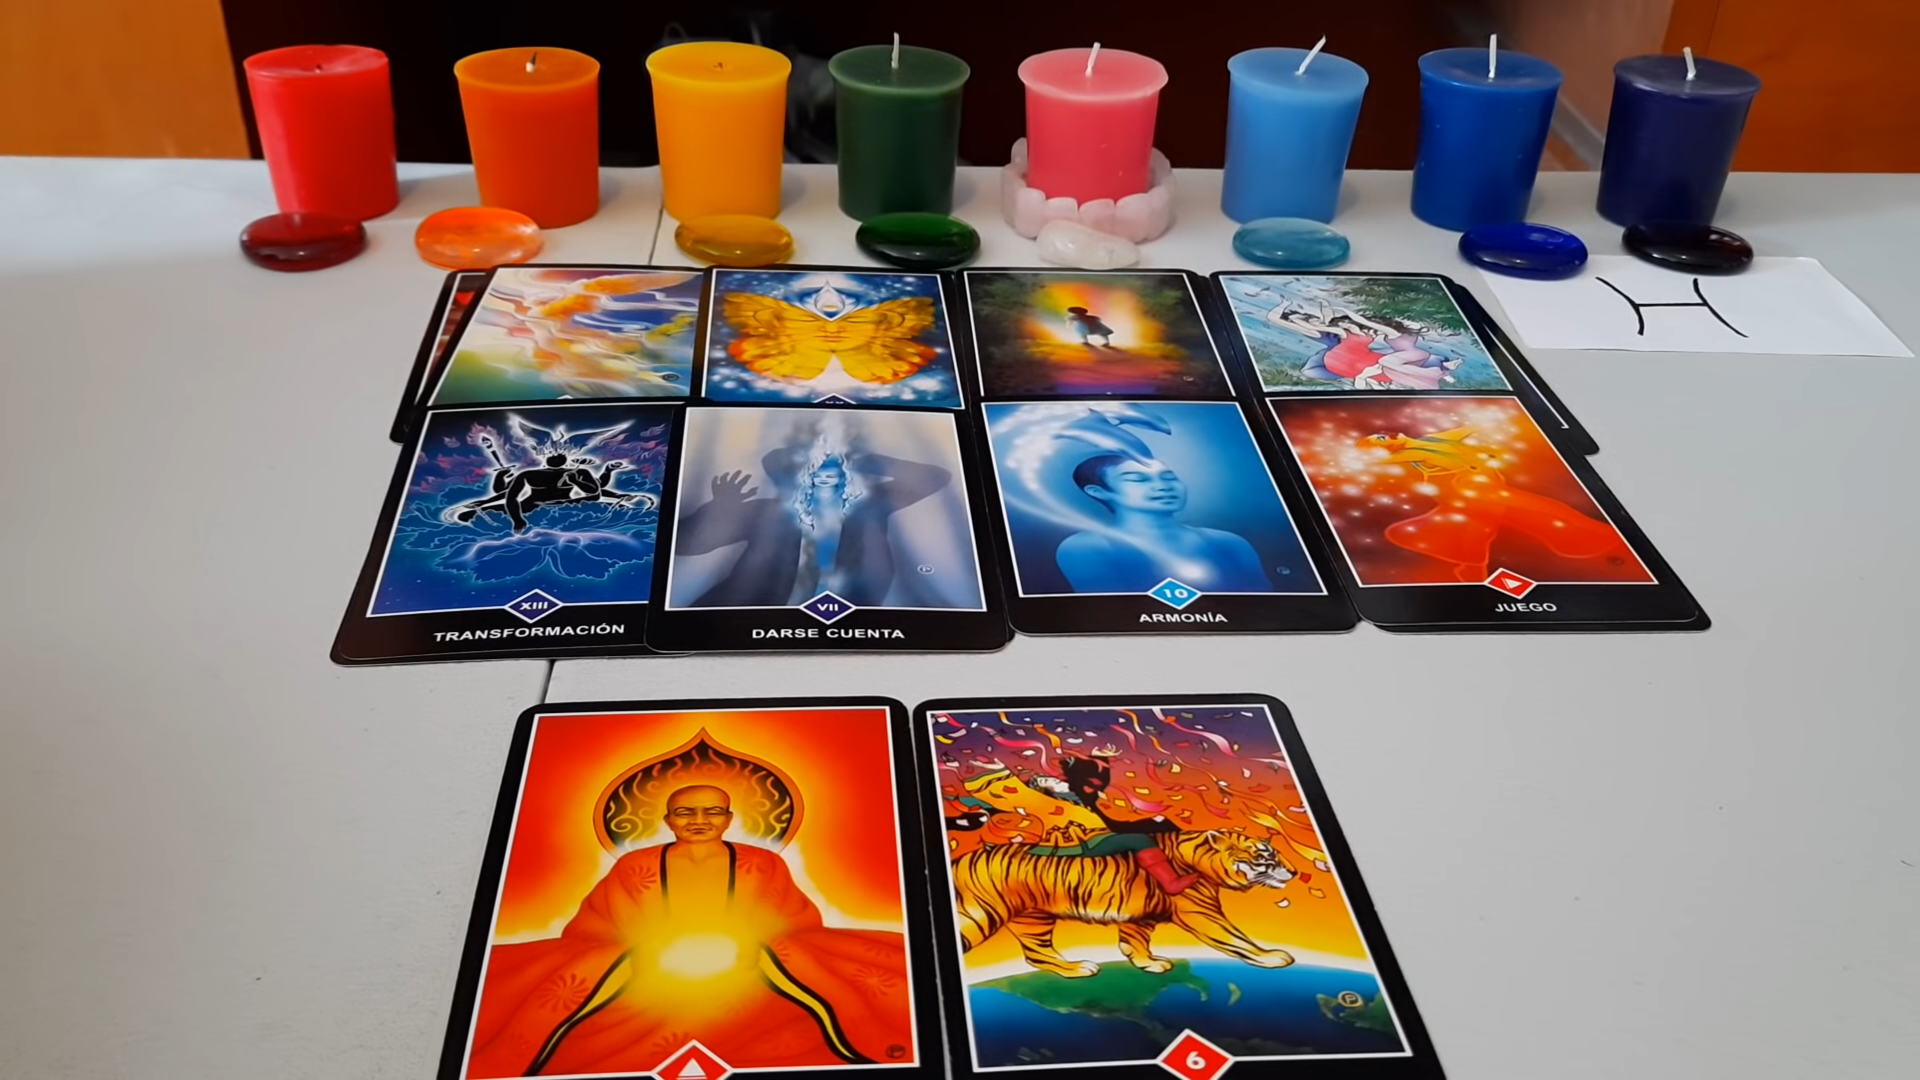 XIII
TRANSFORMACIÓN
VII
DARSE CUENTA
10
ARMONÍA
JUEGO
6